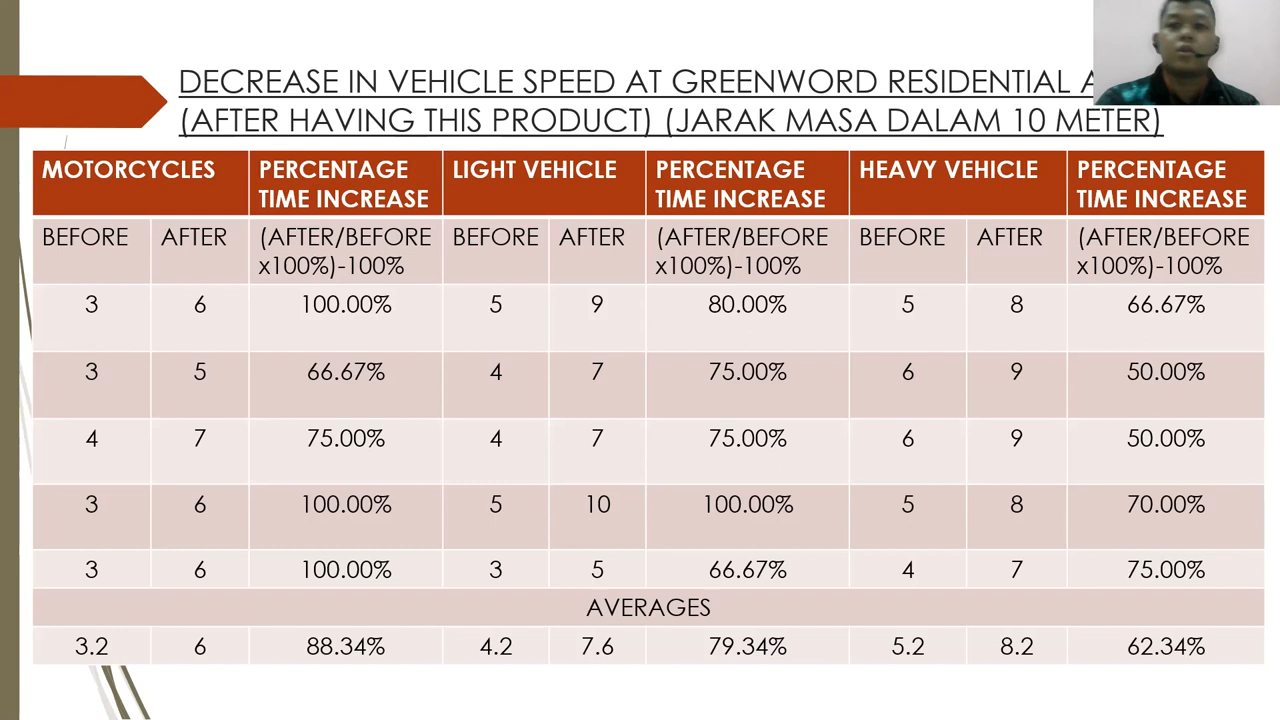 DECREASE IN VEHICLE SPEED AT GREENWORD RESIDENTIAL
(AFTER HAVING THIS PRODUCT) (JARAK MASA DALAM 10 METER)
MOTORCYCLES PERCENTAGE TIME INCREASE LIGHT VEHICLE PERCENTAGE TIME INCREASE HEAVY VEHICLE PERCENTAGE TIME INCREASE
BEFORE AFTER (AFTER/BEFORE x100%)-100% BEFORE AFTER (AFTER/BEFORE x100%)-100% BEFORE AFTER (AFTER/BEFORE x100%)-100%
3 6 100.00% 5 9 80.00% 5 8 66.67%
3 5 66.67% 4 7 75.00% 6 9 50.00%
4 7 75.00% 4 7 75.00% 6 9 50.00%
3 6 100.00% 5 10 100.00% 5 8 70.00%
3 6 100.00% 3 5 66.67% 4 7 75.00%
AVERAGES
3.2 6 88.34% 4.2 7.6 79.34% 5.2 8.2 62.34%